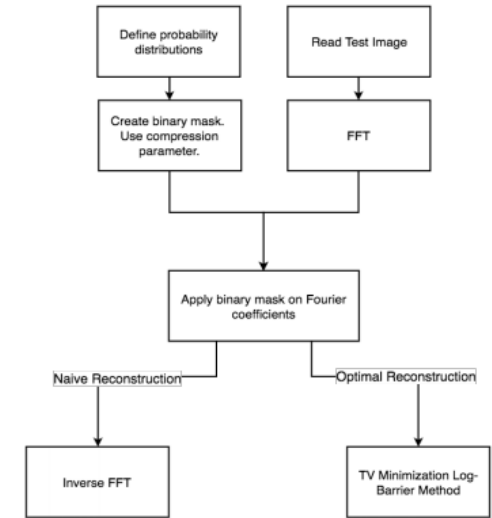 Define probability
distributions
Read Test Image
Create binary mask.
Use compression
parameter.
FFT
Apply binary mask on Fourier
coefficients
Naive Reconstruction
Optimal Reconstruction
Inverse FFT
TV Minimization Log-
Barrier Method